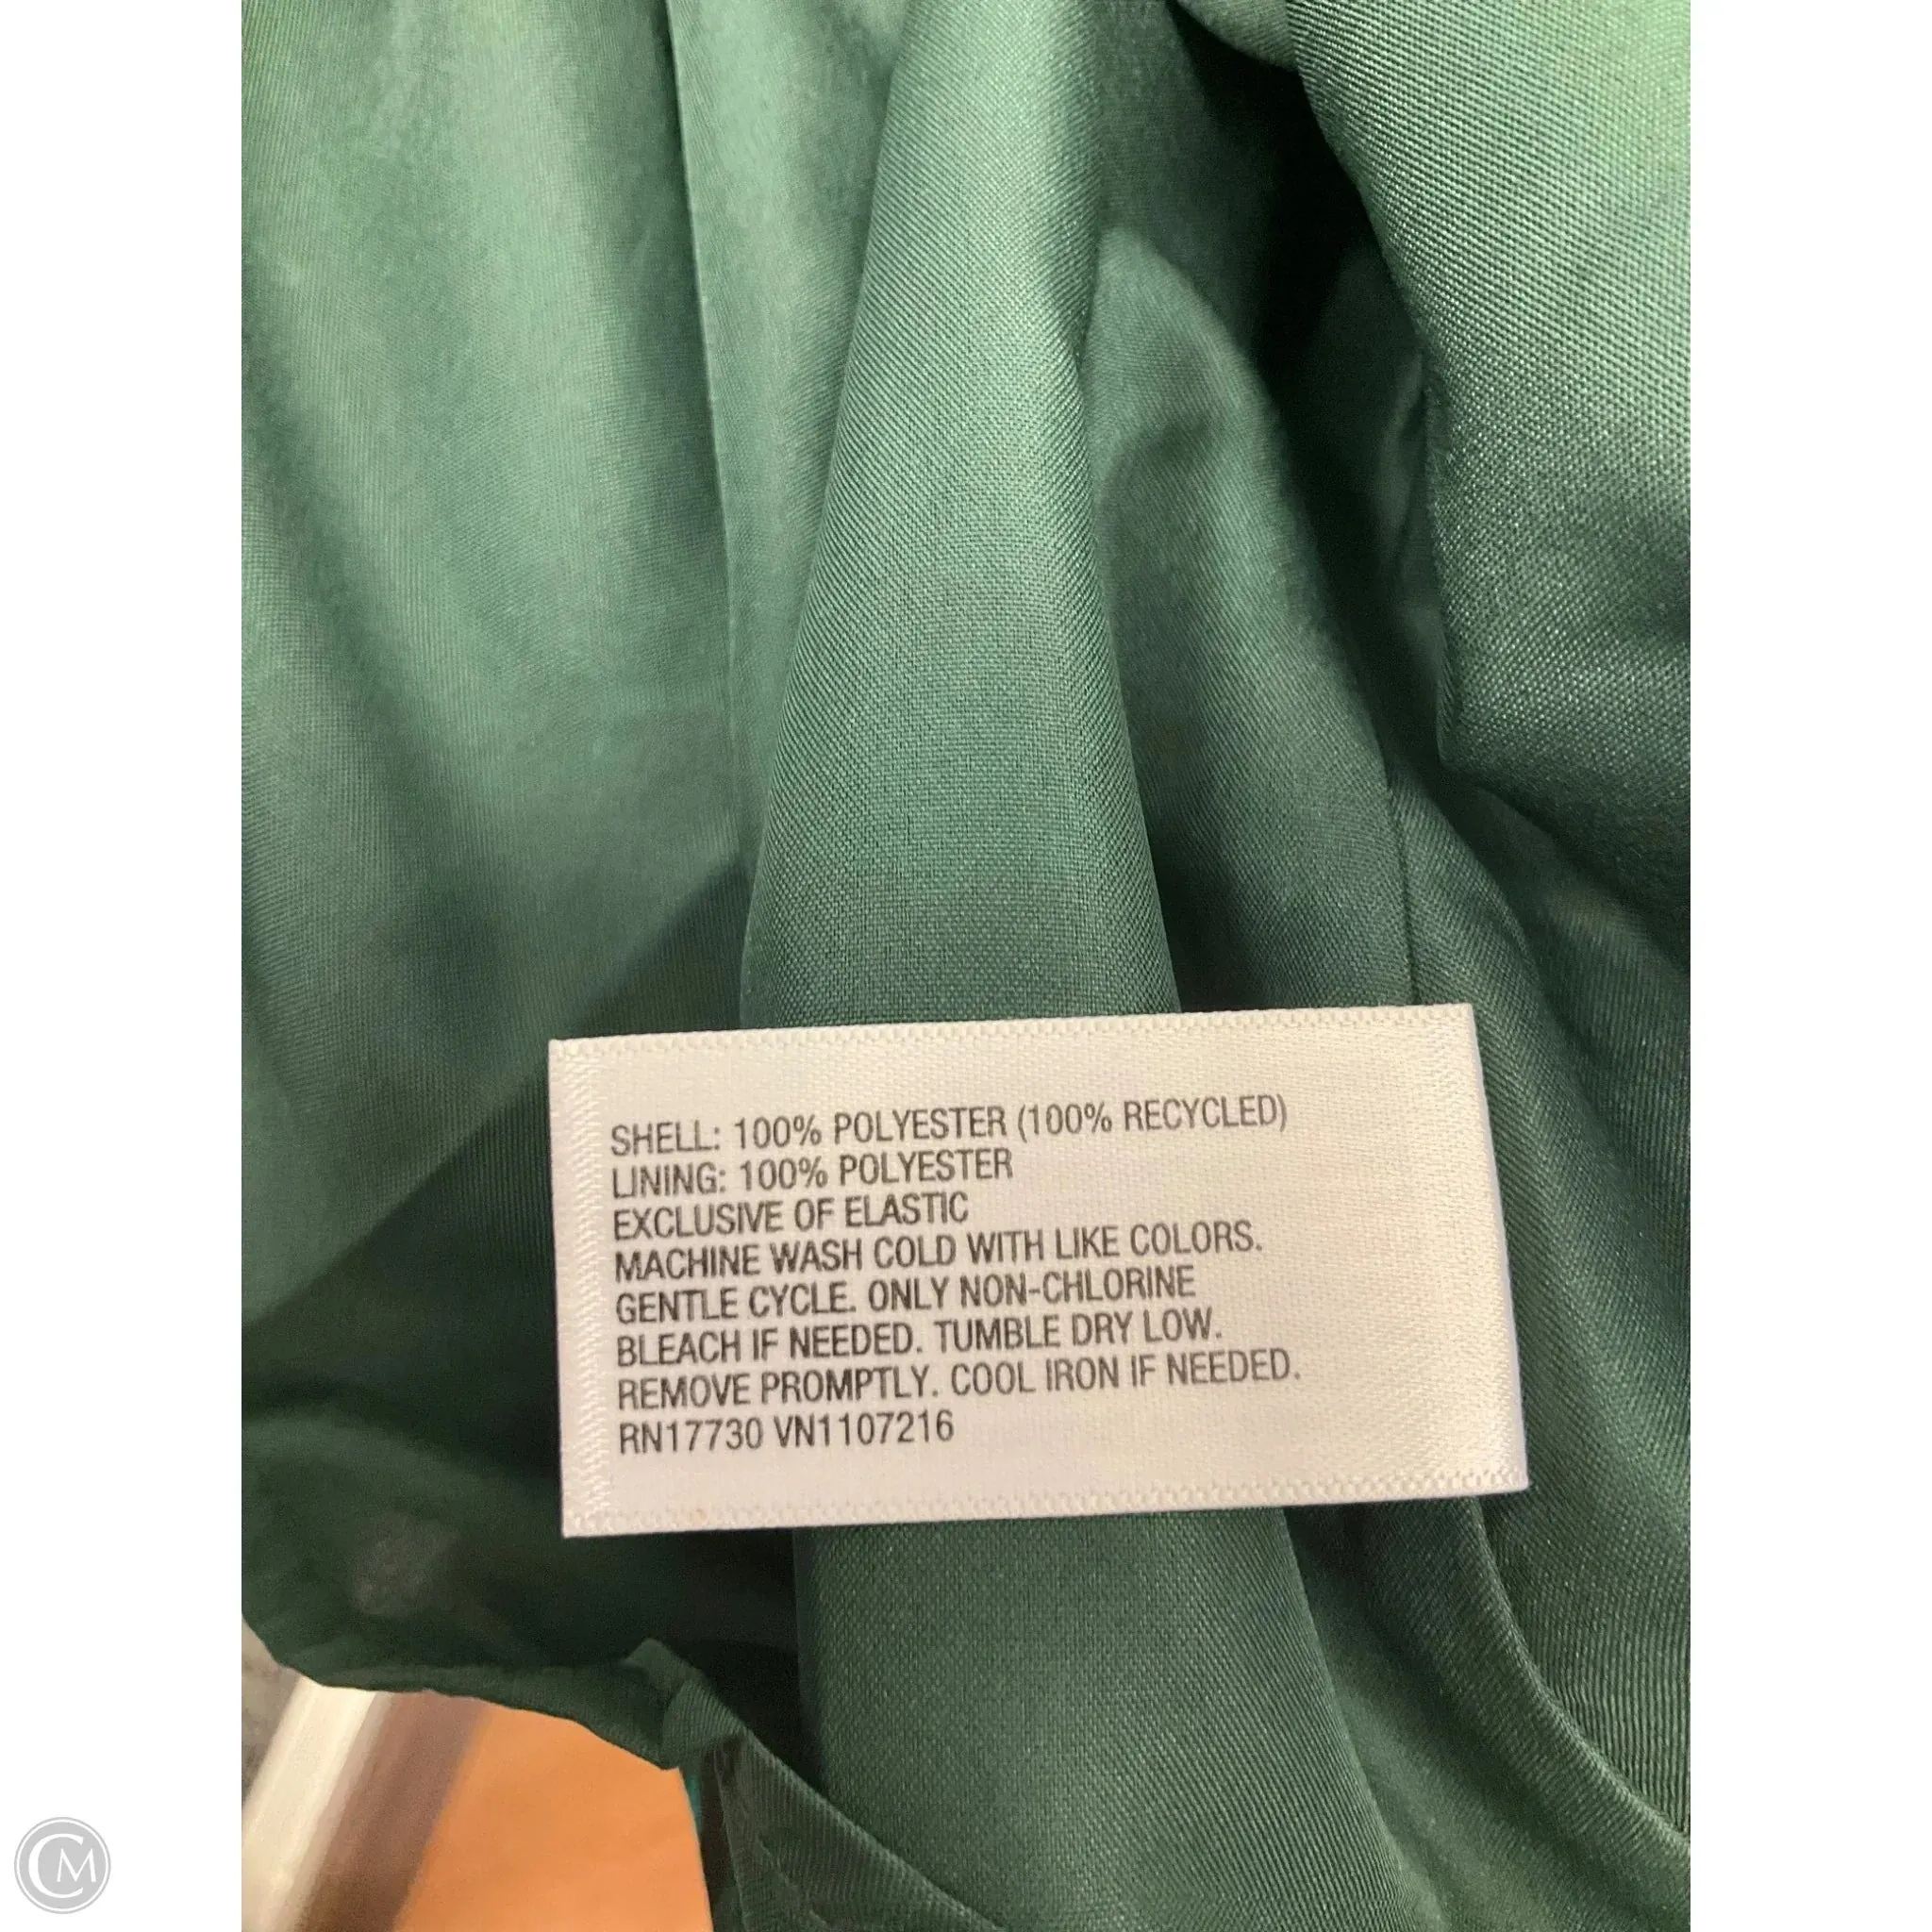 SHELL: 100% POLYESTER (100% RECYCLED)
LINING: 100% POLYESTER
EXCLUSIVE OF ELASTIC
MACHINE WASH COLD WITH LIKE COLORS.
GENTLE CYCLE. ONLY NON-CHLORINE
BLEACH IF NEEDED. TUMBLE DRY LOW.
REMOVE PROMPTLY. COOL IRON IF NEEDED.
RN17730 VN1107216
CM